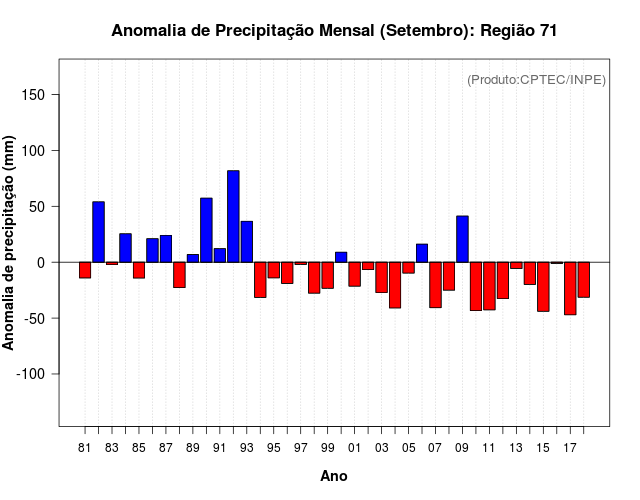 Anomalia de Precipitação Mensal (Setembro): Região 71
(Produto:CPTEC/INPE)
Anomalia de precipitação (mm)
150
100
50
0
-50
-100
81 83 85 87 89 91 93 95 97 99 01 03 05 07 09 11 13 15 17
Ano